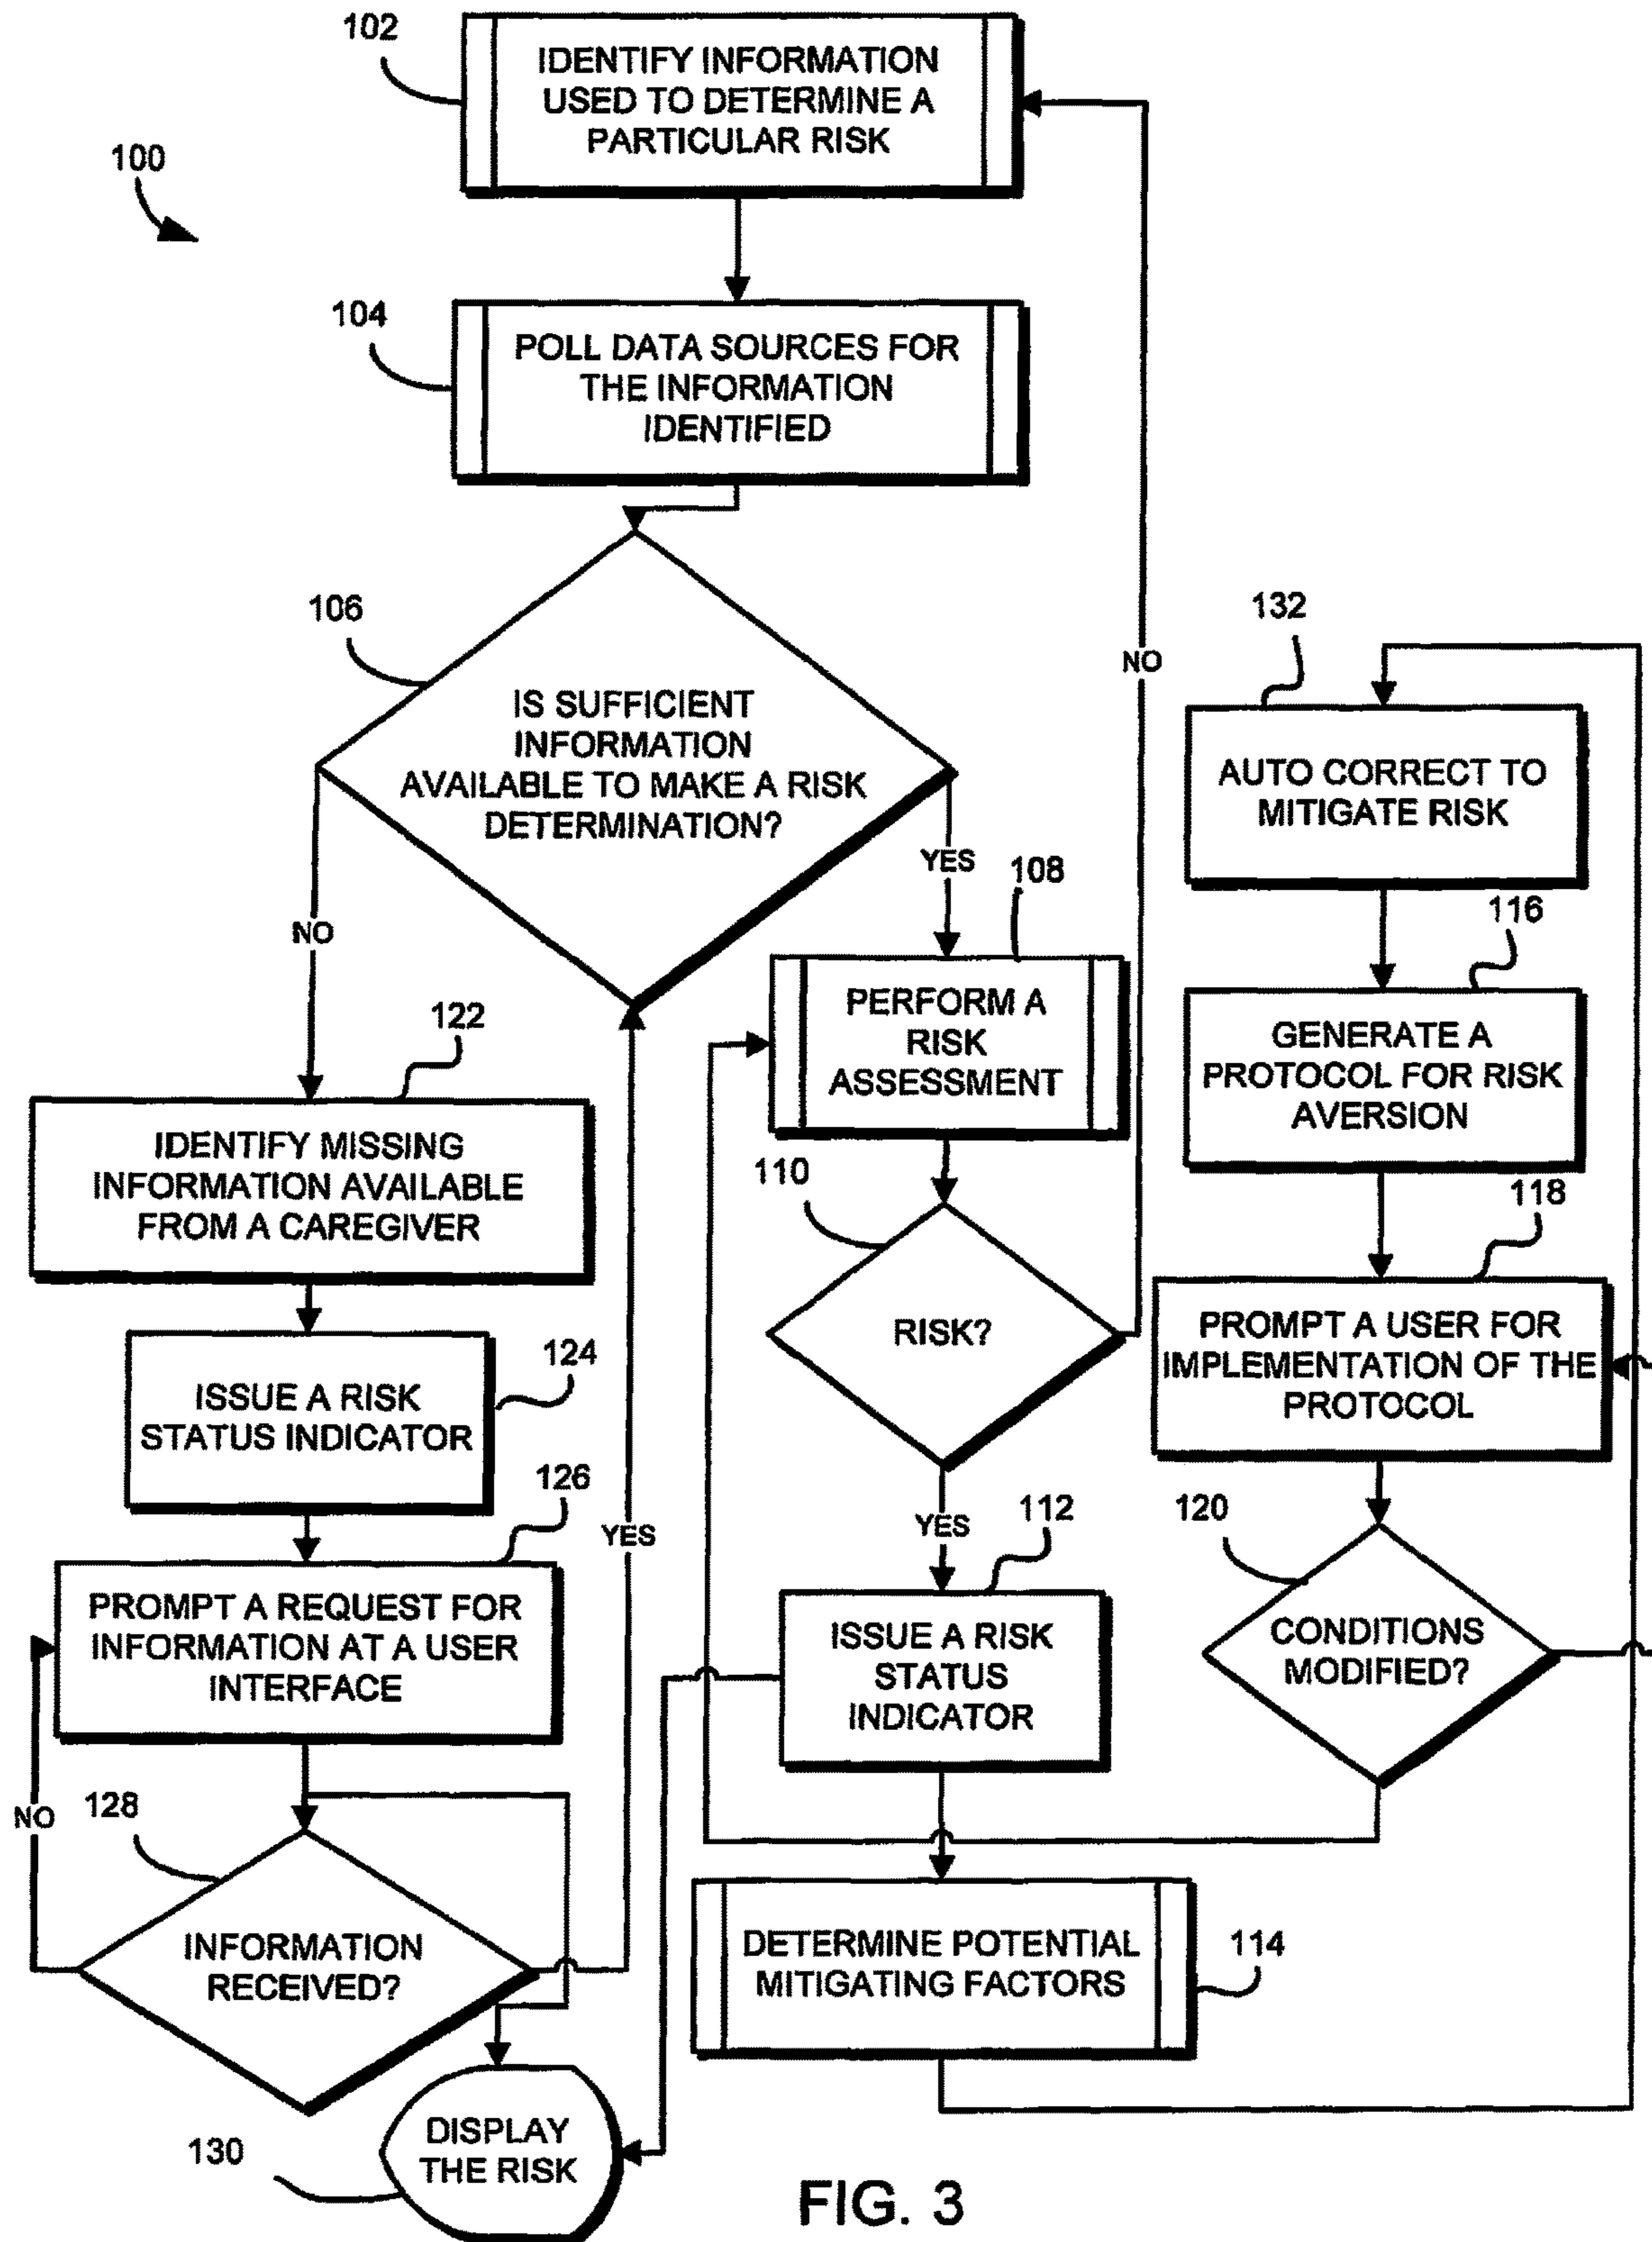 102
IDENTIFY INFORMATION
USED TO DETERMINE A
PARTICULAR RISK
100
104
POLL DATA SOURCES FOR
THE INFORMATION
IDENTIFIED
106
IS SUFFICIENT
INFORMATION
AVAILABLE TO MAKE A RISK
DETERMINATION?
NO
YES
122
IDENTIFY MISSING
INFORMATION AVAILABLE
FROM A CAREGIVER
124
ISSUE A RISK
STATUS INDICATOR
126
PROMPT A REQUEST FOR
INFORMATION AT A USER
INTERFACE
NO
YES
128
INFORMATION
RECEIVED?
130
DISPLAY
THE RISK
108
PERFORM A
RISK
ASSESSMENT
110
RISK?
NO
YES
112
ISSUE A RISK
STATUS
INDICATOR
114
DETERMINE POTENTIAL
MITIGATING FACTORS
132
AUTO CORRECT TO
MITIGATE RISK
116
GENERATE A
PROTOCOL FOR RISK
AVERSION
118
PROMPT A USER FOR
IMPLEMENTATION OF THE
PROTOCOL
120
CONDITIONS
MODIFIED?
FIG. 3